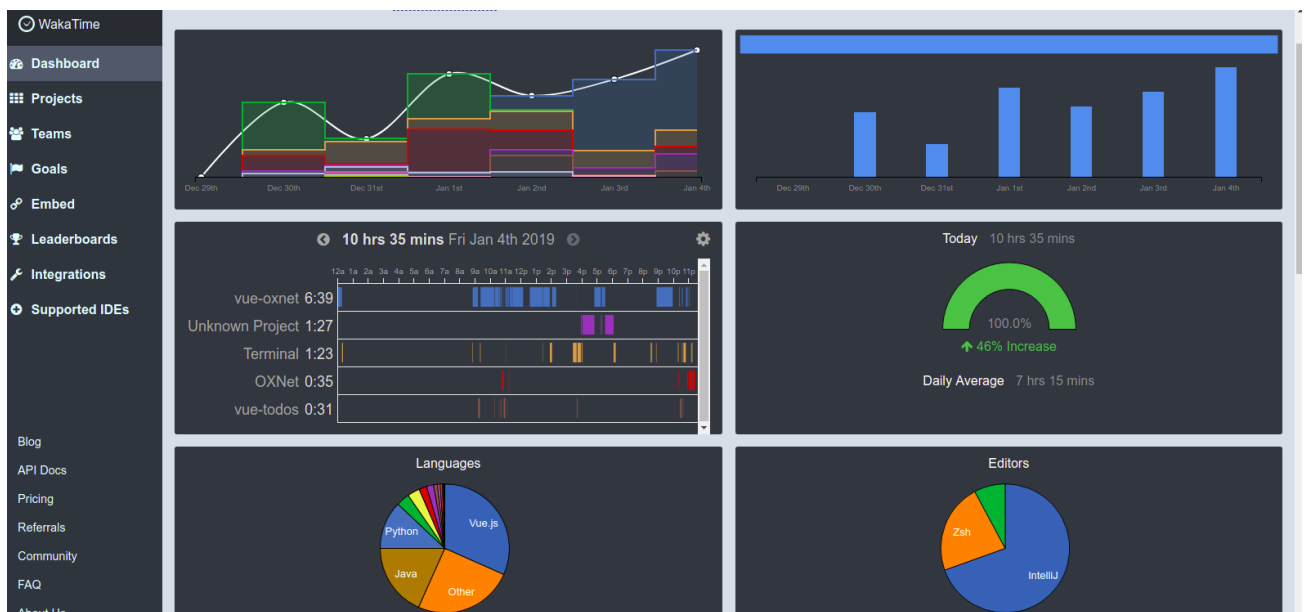 WakaTime
Dashboard
Projects
Teams
Goals
Embed
Leaderboards
Integrations
Supported IDEs
Blog
API Docs
Pricing
Referrals
Community
FAQ
About Us
Dec 29th Dec 30th Dec 31st Jan 1st Jan 2nd Jan 3rd Jan 4th
Dec 29th Dec 30th Dec 31st Jan 1st Jan 2nd Jan 3rd Jan 4th
10 hrs 35 mins Fri Jan 4th 2019
12a 1a 2a 3a 4a 5a 6a 7a 8a 9a 10a 11a 12p 1p 2p 3p 4p 5p 6p 7p 8p 9p 10p 11p
vue-oxnet 6:39
Unknown Project 1:27
Terminal 1:23
OXNet 0:35
vue-todos 0:31
Today 10 hrs 35 mins
100.0%
46% Increase
Daily Average 7 hrs 15 mins
Languages
Python
Vue.js
Java
Other
Editors
Zsh
IntelliJ